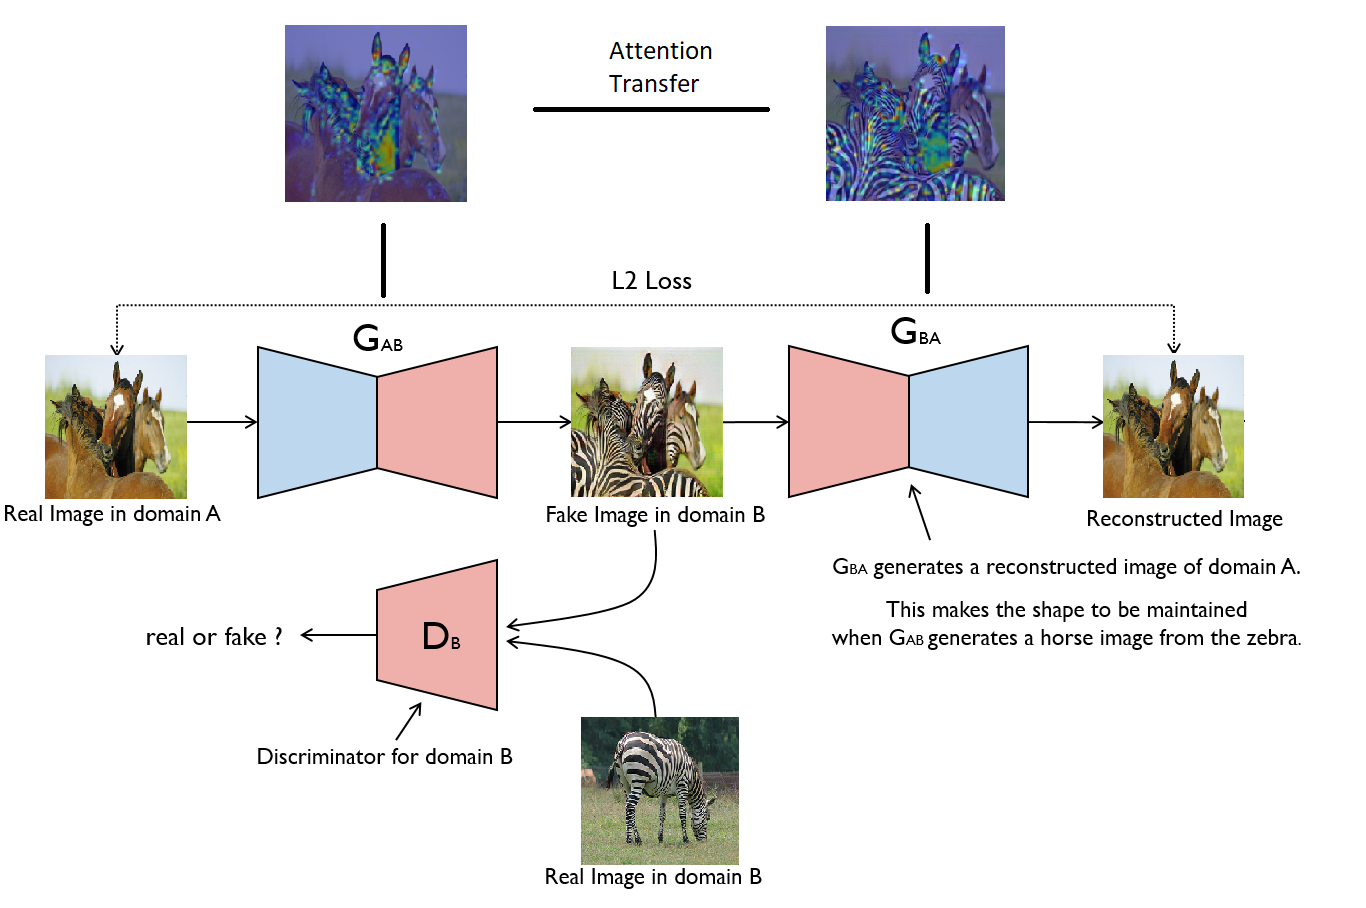 Attention
Transfer
L2 Loss
GAB
GBA
Real Image in domain A
Fake Image in domain B
Reconstructed Image
GBA generates a reconstructed image of domain A.
This makes the shape to be maintained
when GAB generates a horse image from the zebra.
real or fake ?
DB
Discriminator for domain B
Real Image in domain B